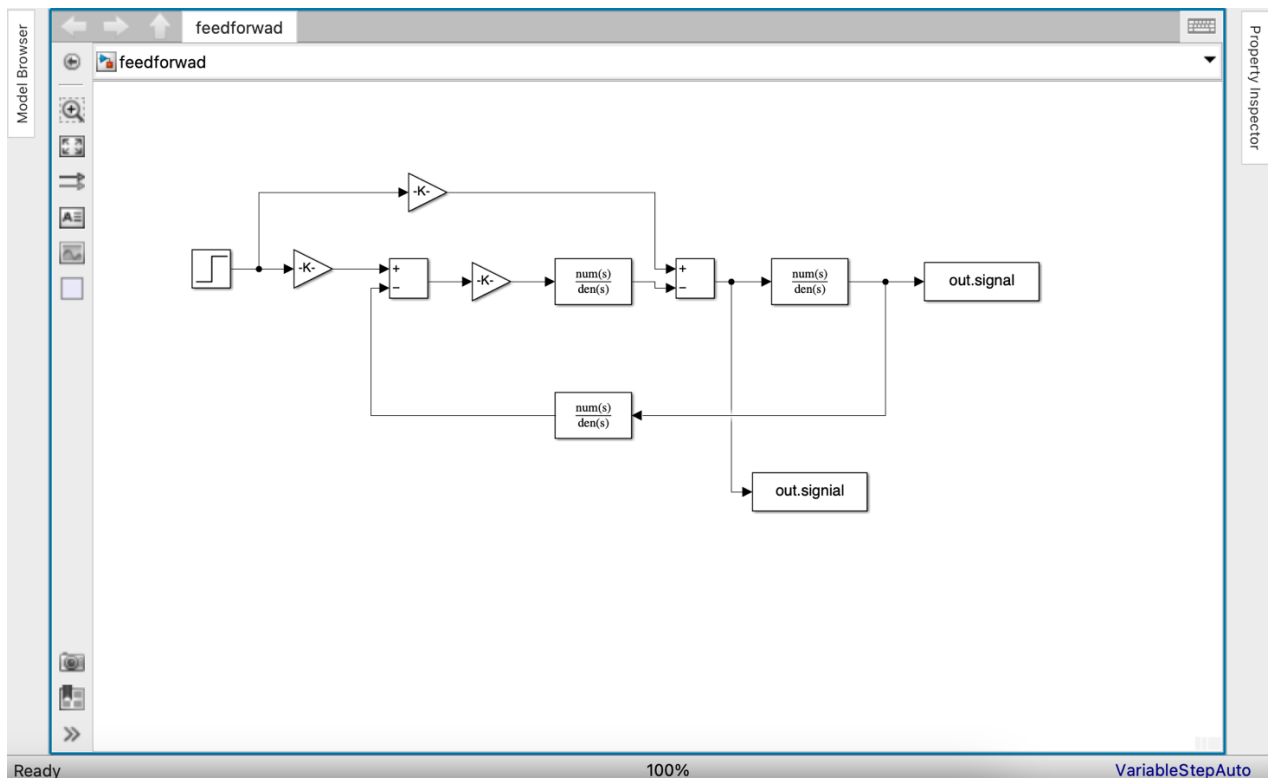 feedforwad
Model Browser
feedforwad
Property Inspector
A
-K-
-K-
+
−
-K-
num(s)
den(s)
+
−
num(s)
den(s)
out.signal
num(s)
den(s)
out.signial
Ready
100%
VariableStepAuto